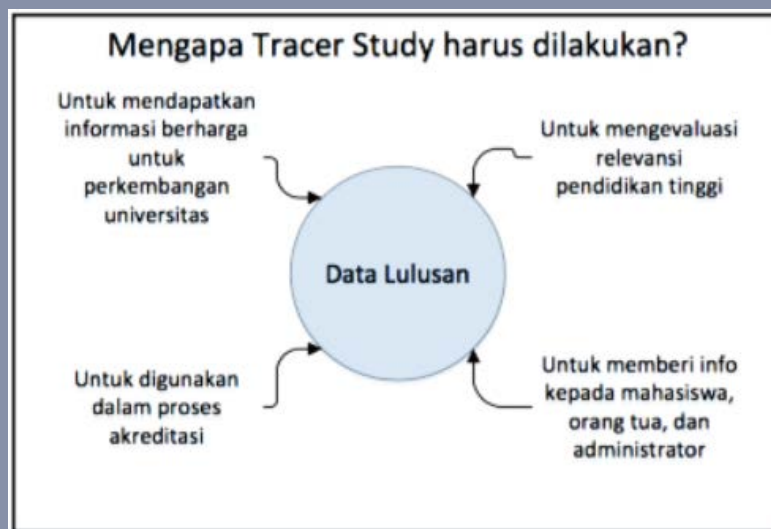 Mengapa Tracer Study harus dilakukan?
Untuk mendapatkan
informasi berharga
untuk
perkembangan
universitas
Untuk mengevaluasi
relevansi
pendidikan tinggi
Data Lulusan
Untuk digunakan
dalam proses
akreditasi
Untuk memberi info
kepada mahasiswa,
orang tua, dan
administrator